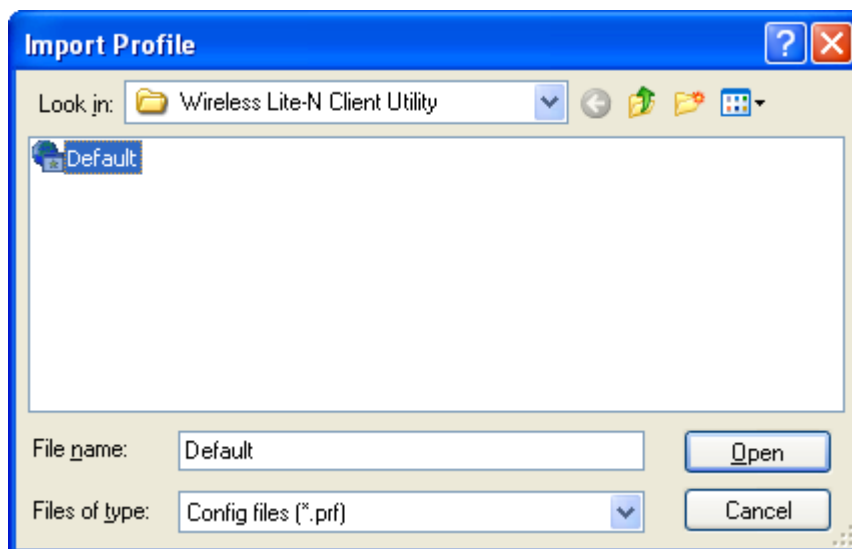 Import Profile
Look in: Wireless Lite-N Client Utility
Default
File name: Default Open
Files of type: Config files (*.prf) Cancel